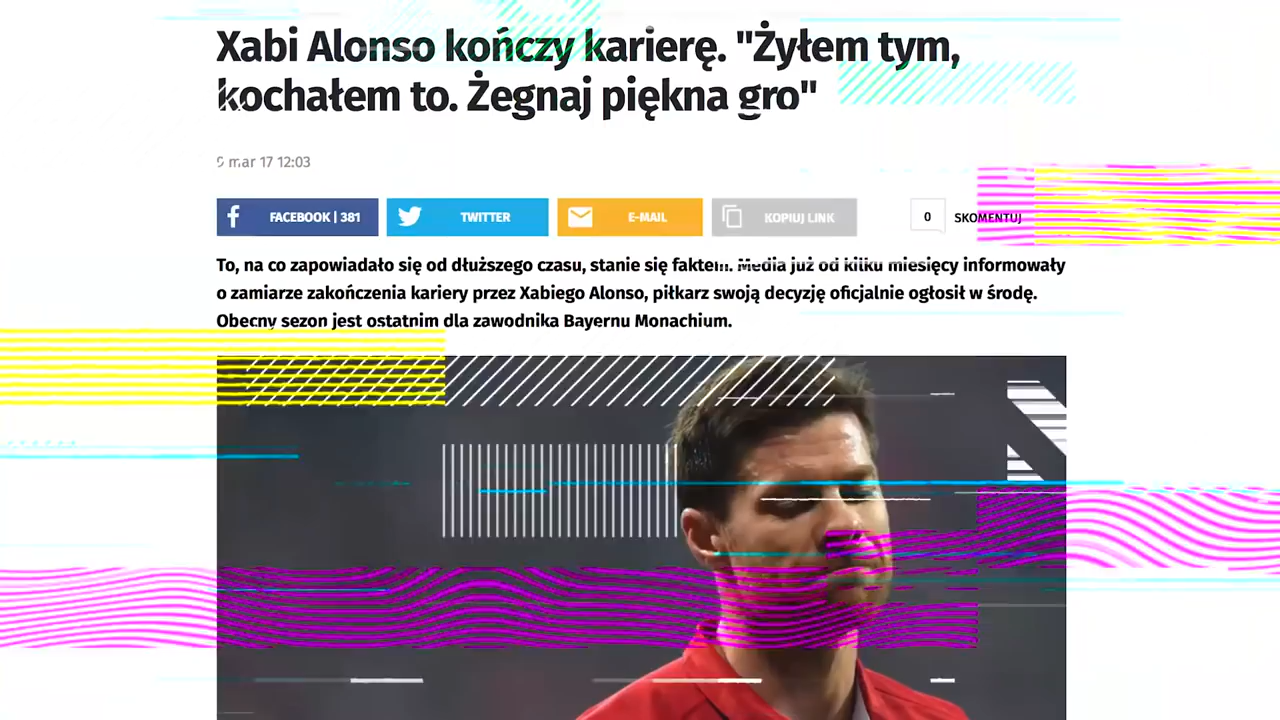 Xabi Alonso kończy karierę. "Żyłem tym,
kochałem to. Żegnaj piękna gro"
9 mar 17 12:03
FACEBOOK | 381
TWITTER
E-MAIL
KOPIUJ LINK
0
SKOMENTUJ
To, na co zapowiadało się od dłuższego czasu, stanie się faktem. Media już od kilku miesięcy informowały
o zamiarze zakończenia kariery przez Xabiego Alonso, piłkarz swoją decyzję oficjalnie ogłosił w środę.
Obecny sezon jest ostatnim dla zawodnika Bayernu Monachium.